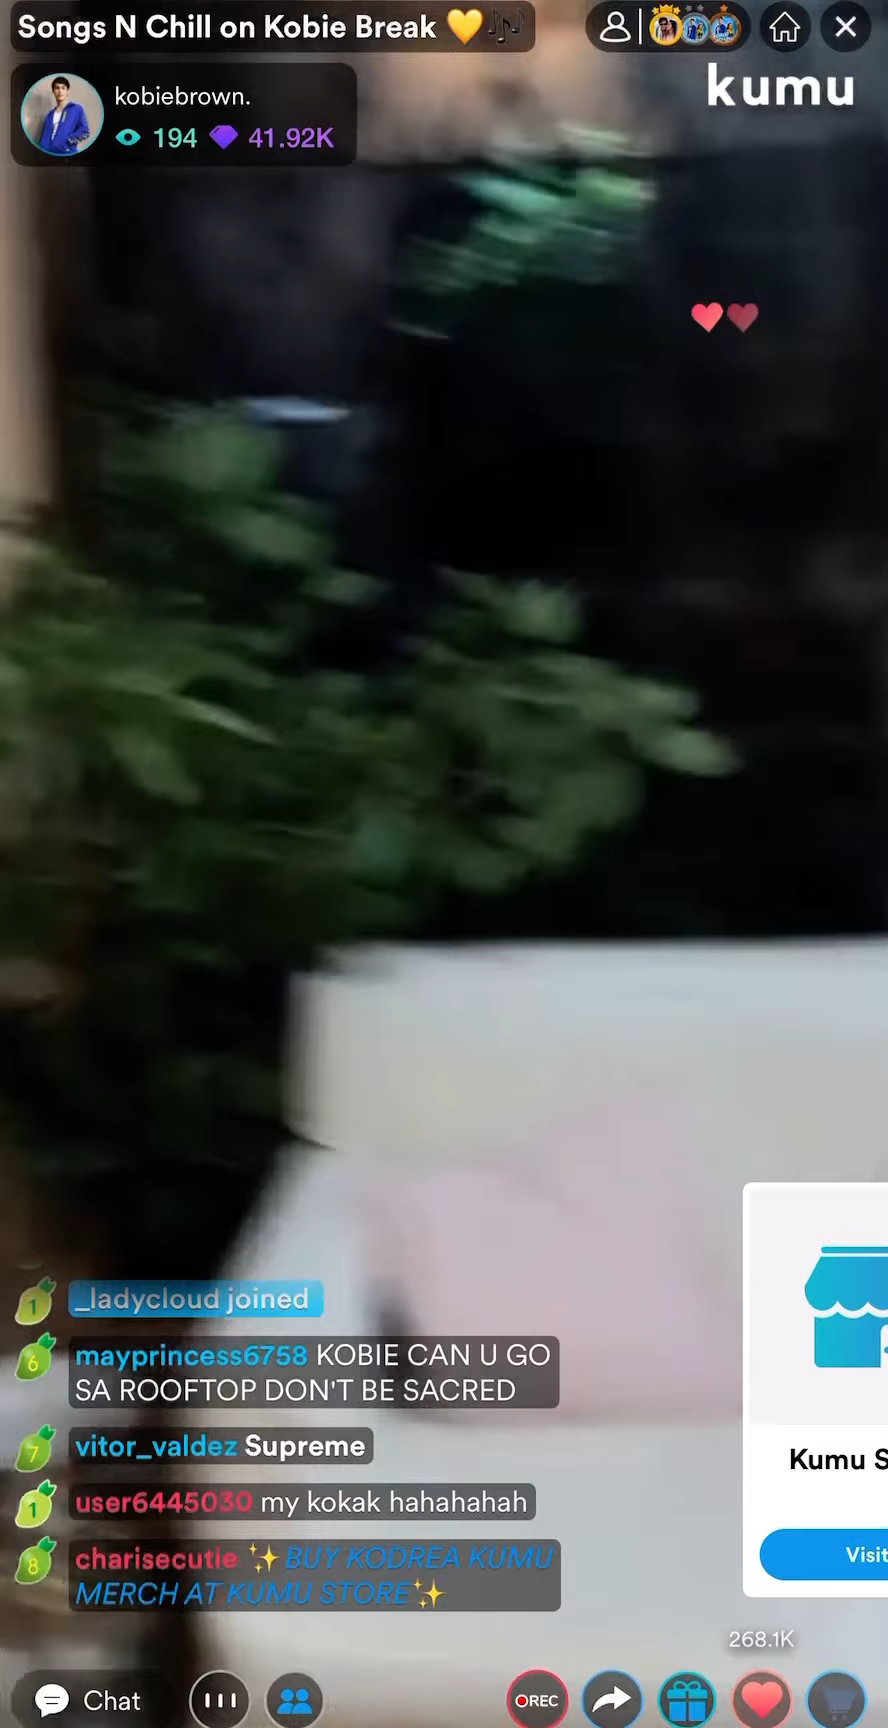 Songs N Chill on Kobie Break 💛🎶
kobiebrown.
194 41.92K
kumu
1 _ladycloud joined
6 mayprincess6758 KOBIE CAN U GO
SA ROOFTOP DON'T BE SACRED
7 vitor_valdez Supreme
1 user6445030 my kokak hahahahah
8 charisecutie ✨BUY KODREA KUMU
MERCH AT KUMU STORE✨
Kumu S
Visit
268.1K
Chat
REC